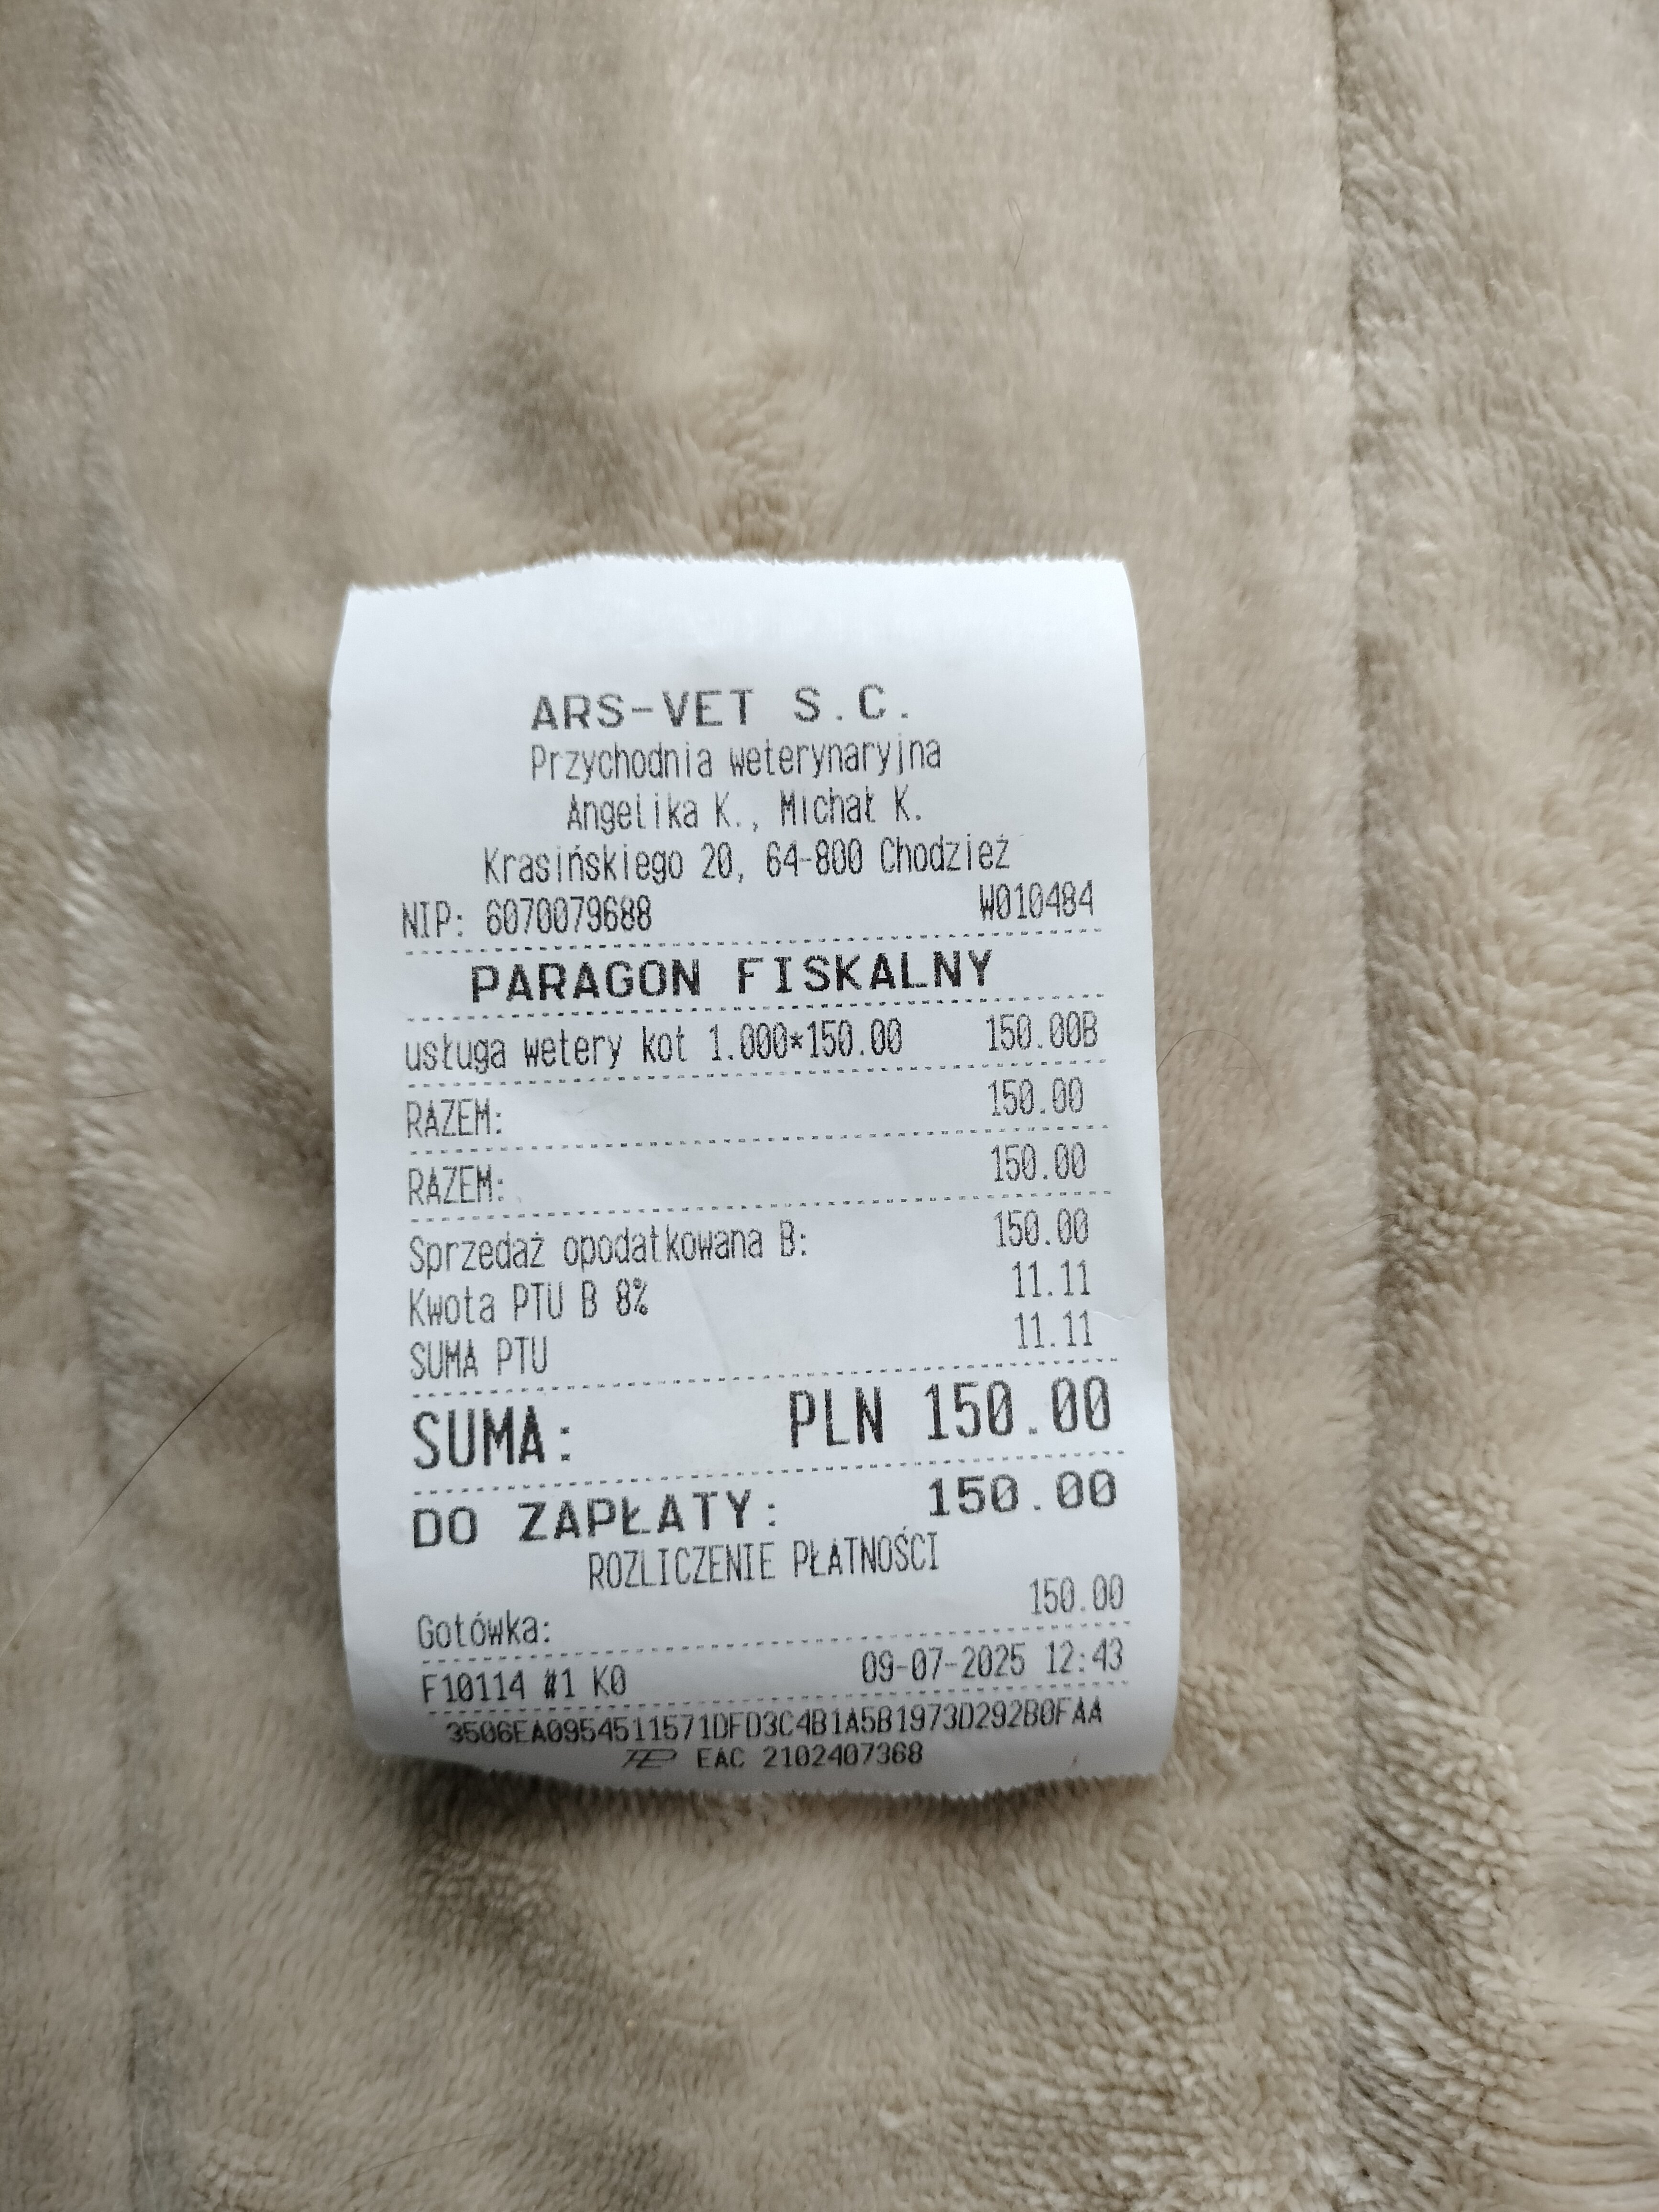 ARS-VET S.C.
Przychodnia weterynaryjna
Angelika K., Michał K.
Krasińskiego 20, 64-800 Chodzież
NIP: 6070079688 W010484
PARAGON FISKALNY
usługa wetery kot 1.000*150.00 150.00B
RAZEM: 150.00
RAZEM: 150.00
Sprzedaż opodatkowana B: 150.00
Kwota PTU B 8% 11.11
SUMA PTU 11.11
SUMA: PLN 150.00
DO ZAPŁATY: 150.00
ROZLICZENIE PŁATNOŚCI
Gotówka: 150.00
F10114 #1 K0 09-07-2025 12:43
3506EA0954511571DFD3C4B1A5B1973D292B0FAA
EAC 2102407368